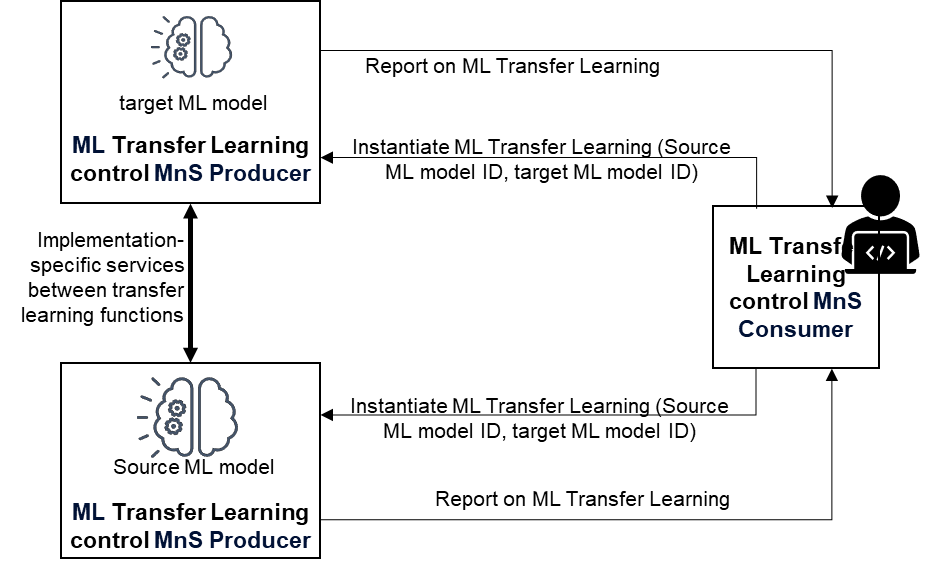 target ML model
ML Transfer Learning
control MnS Producer
Report on ML Transfer Learning
Instantiate ML Transfer Learning (Source
ML model ID, target ML model ID)
Implementation-
specific services
between transfer
learning functions
ML Transfe
Learning
control MnS
Consumer
</>
Source ML model
ML Transfer Learning
control MnS Producer
Instantiate ML Transfer Learning (Source
ML model ID, target ML model ID)
Report on ML Transfer Learning